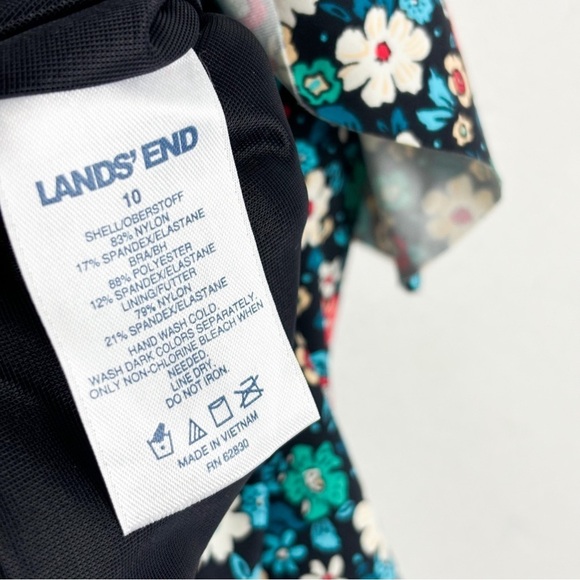 LANDS' END
10
SHELL/OBERSTOFF
83% NYLON
17% SPANDEX/ELASTANE
BRA/BH
88% POLYESTER
12% SPANDEX/ELASTANE
LINING/FUTTER
79% NYLON
21% SPANDEX/ELASTANE
HAND WASH COLD.
WASH DARK COLORS SEPARATELY.
ONLY NON-CHLORINE BLEACH WHEN
NEEDED.
LINE DRY.
DO NOT IRON.
MADE IN VIETNAM
RN 62830